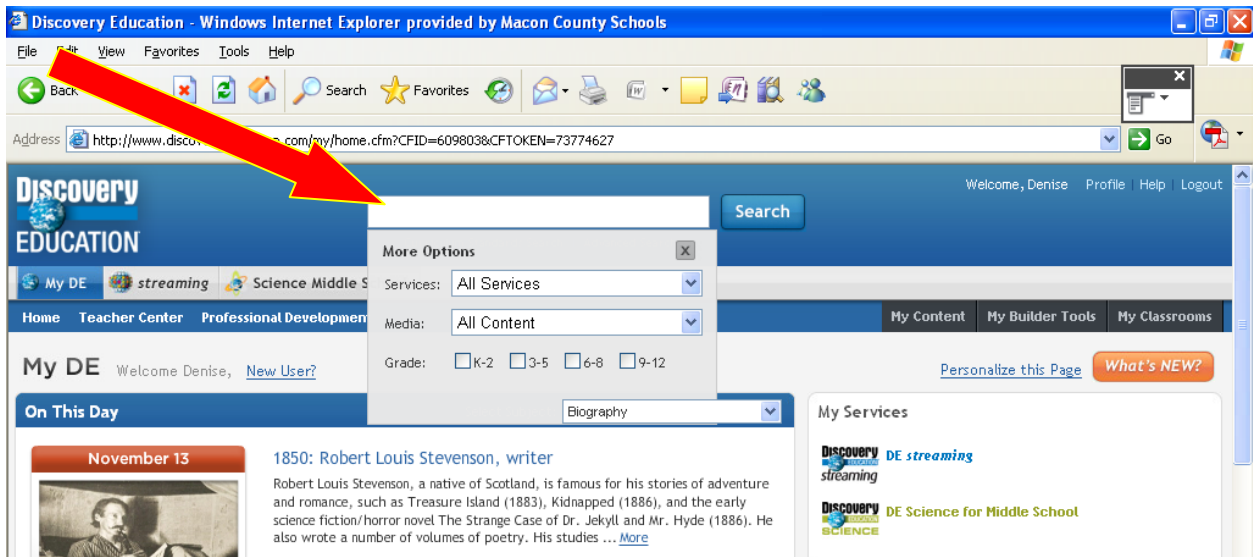 Discovery Education - Windows Internet Explorer provided by Macon County Schools
File Edit View Favorites Tools Help
Back Search Favorites
Address http://www.disco com/my/home.cfm?CFID=609803&CFTOKEN=73774627 Go
Discovery
EDUCATION
Search
Welcome, Denise Profile | Help | Logout
More Options X
Services: All Services
Media: All Content
Grade: K-2 3-5 6-8 9-12
Biography
My DE streaming Science Middle S
Home Teacher Center Professional Developmen My Content My Builder Tools My Classrooms
My DE Welcome Denise, New User? Personalize this Page What's NEW?
On This Day
November 13
1850: Robert Louis Stevenson, writer
Robert Louis Stevenson, a native of Scotland, is famous for his stories of adventure
and romance, such as Treasure Island (1883), Kidnapped (1886), and the early
science fiction/horror novel The Strange Case of Dr. Jekyll and Mr. Hyde (1886). He
also wrote a number of volumes of poetry. His studies ... More
My Services
Discovery
EDUCATION
streaming
DE streaming
Discovery
EDUCATION
SCIENCE
DE Science for Middle School